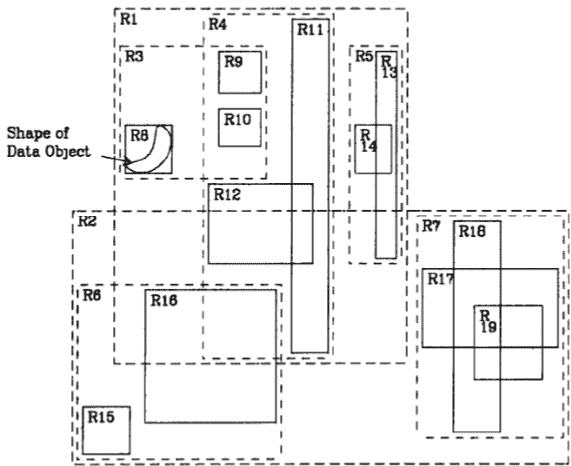 R1
R4
R11
R3
R9
R5
R
13
R10
Shape of
Data Object
R8
R
14
R12
R2
R7
R18
R6
R16
R17
R
19
R15